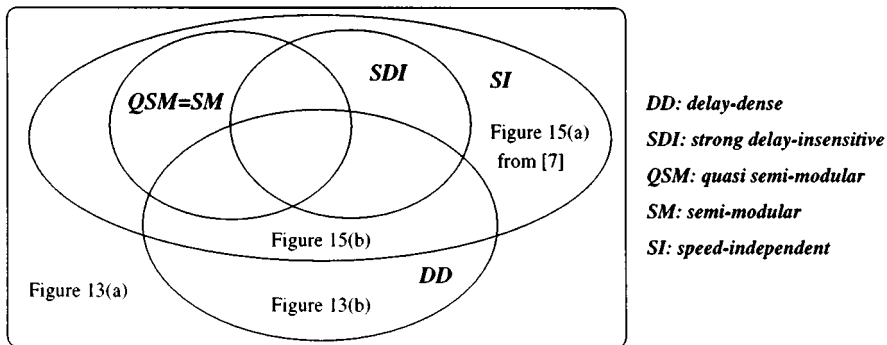 QSM=SM
SDI
SI
Figure 15(a)
from [7]
Figure 15(b)
DD
Figure 13(a)
Figure 13(b)
DD: delay-dense
SDI: strong delay-insensitive
QSM: quasi semi-modular
SM: semi-modular
SI: speed-independent